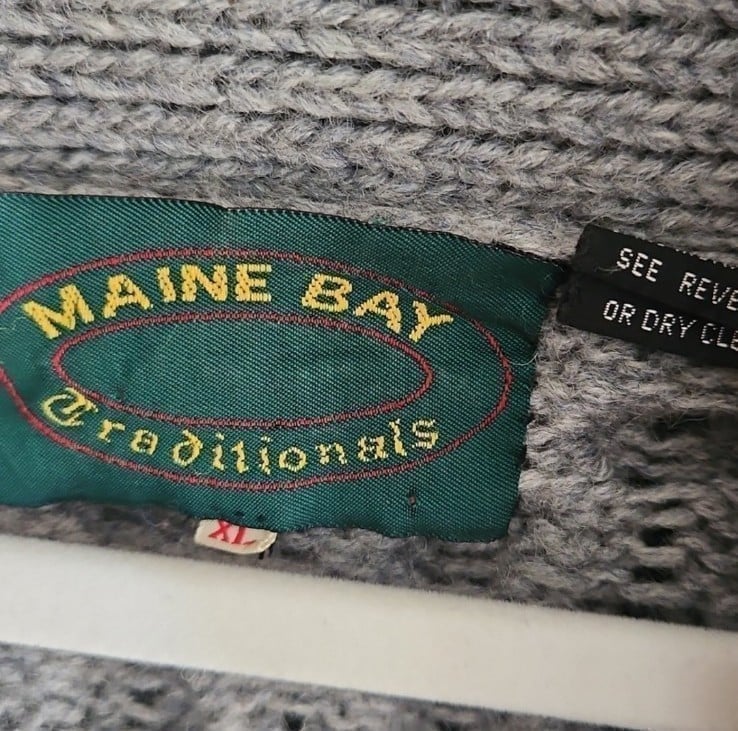 MAINE BAY
Traditionals
XL
SEE
OR DRY